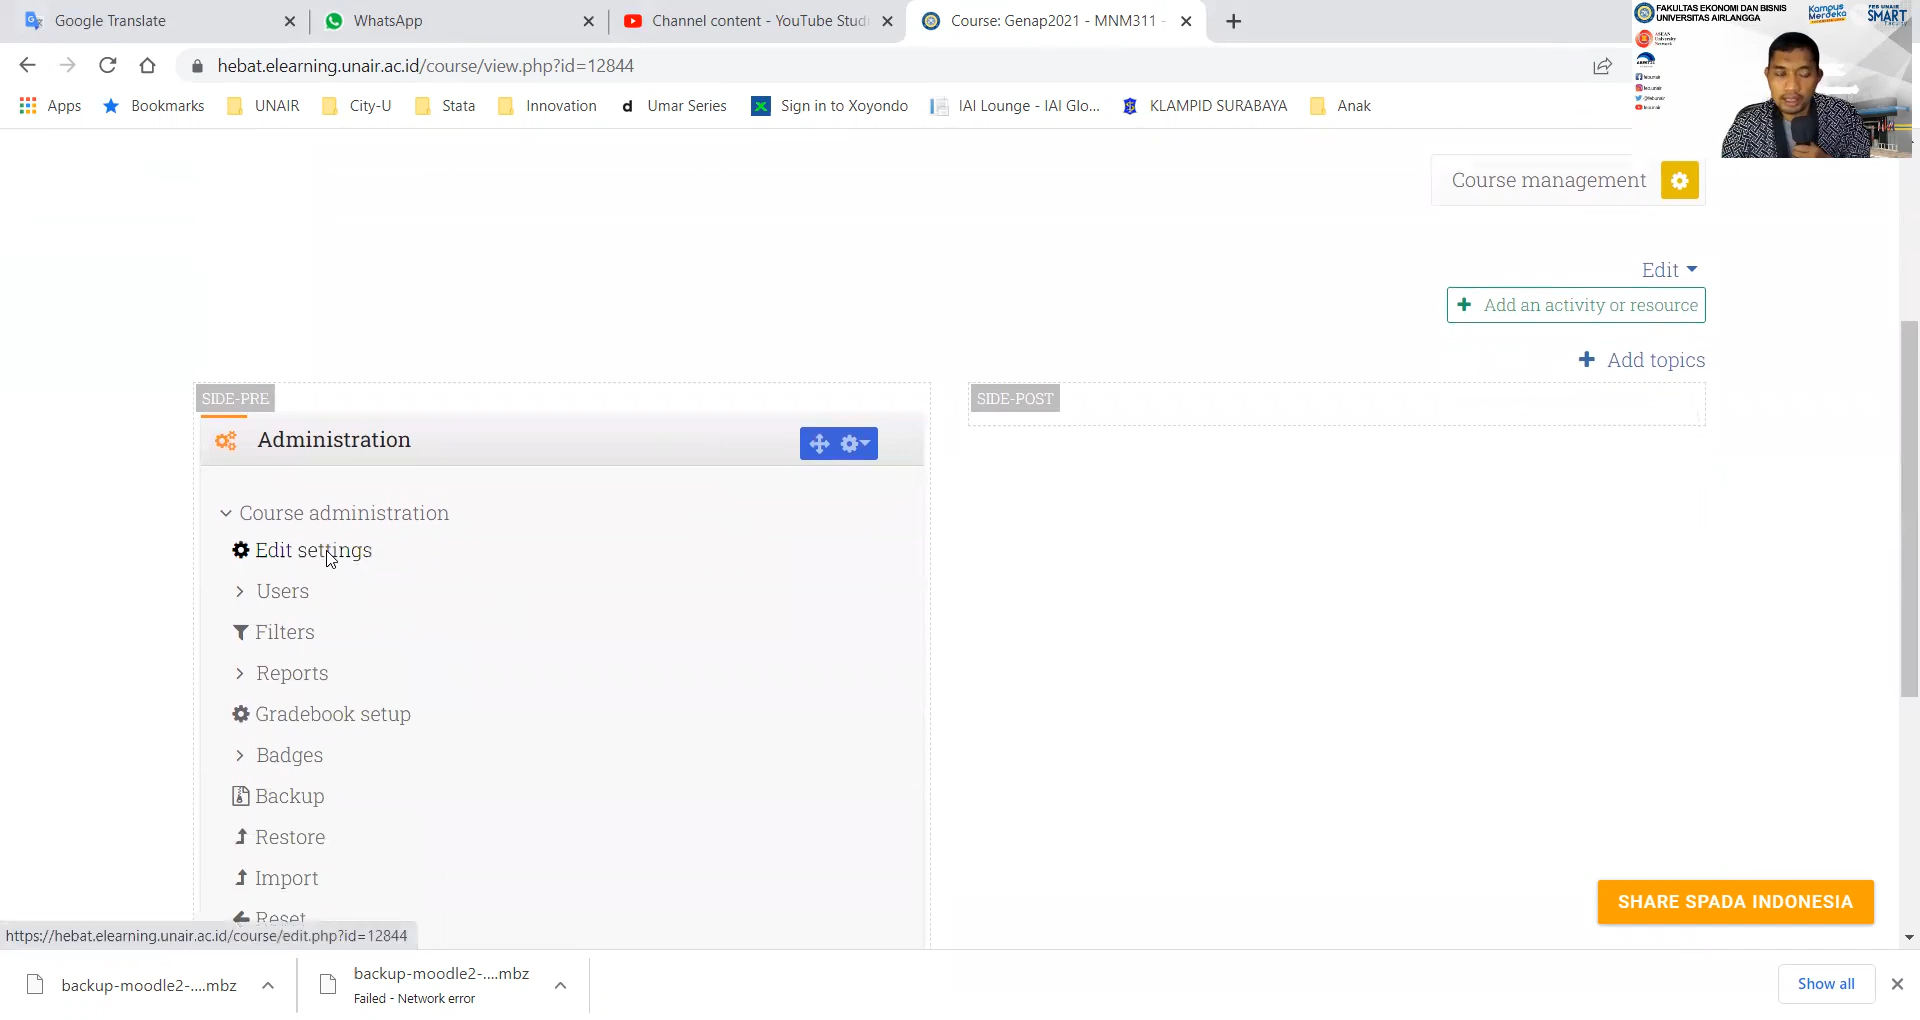 Google Translate
WhatsApp
Channel content - YouTube Stud
Course: Genap2021 - MNM311 -
FAKULTAS EKONOMI DAN BISNIS
UNIVERSITAS AIRLANGGA
Kampus
Merdeka
FEB UNAIR
SMART
hebat.elearning.unair.ac.id/course/view.php?id=12844
Apps
Bookmarks
UNAIR
City-U
Stata
Innovation
d Umar Series
Sign in to Xoyondo
IAI Lounge - IAI Glo...
KLAMPID SURABAYA
Anak
Course management
Edit
Add an activity or resource
Add topics
SIDE-PRE
SIDE-POST
Administration
Course administration
Edit settings
Users
Filters
Reports
Gradebook setup
Badges
Backup
Restore
Import
Reset
SHARE SPADA INDONESIA
https://hebat.elearning.unair.ac.id/course/edit.php?id=12844
backup-moodle2-....mbz
backup-moodle2-....mbz
Failed - Network error
Show all